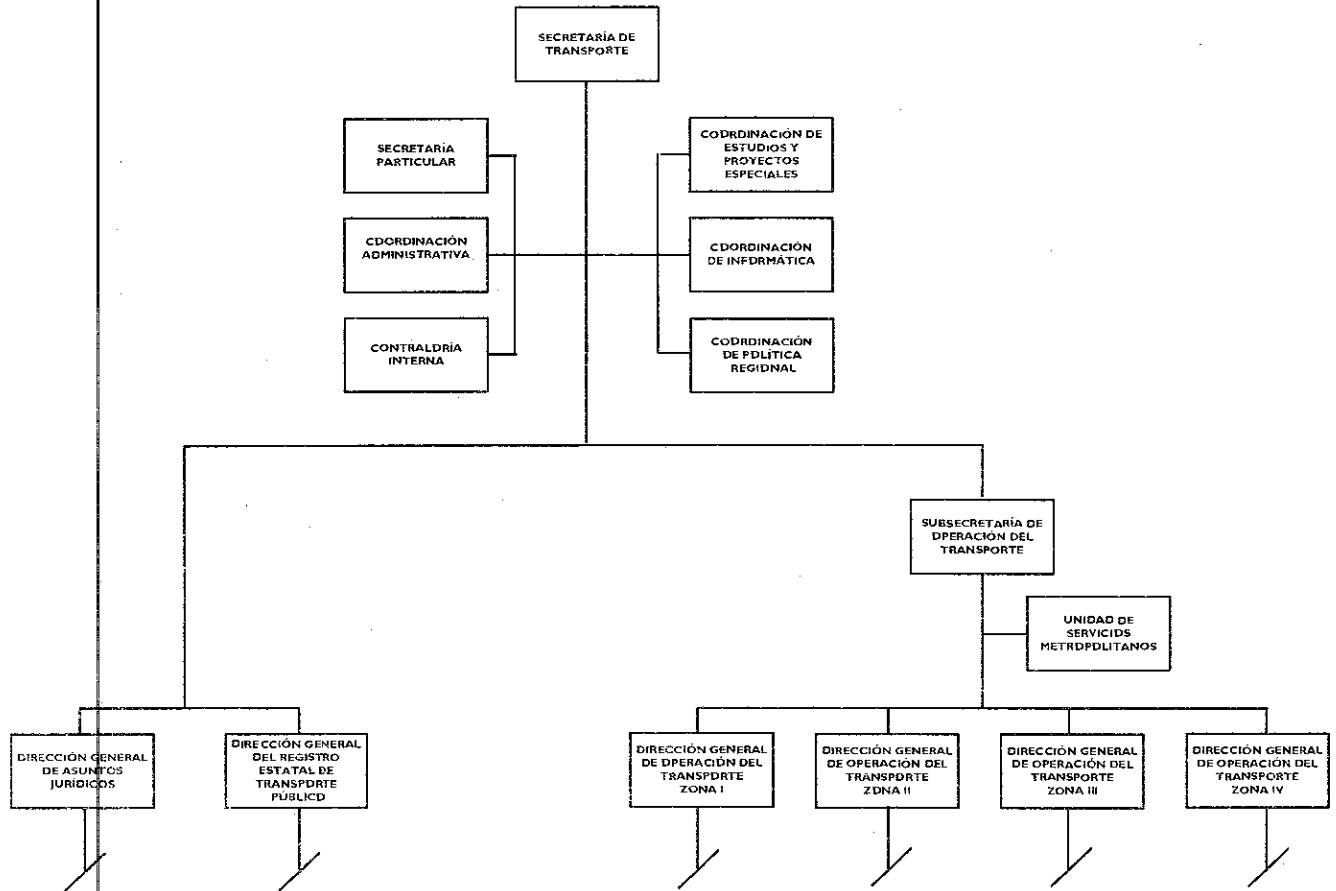 SECRETARÍA DE
TRANSPORTE
SECRETARÍA
PARTICULAR
COORDINACIÓN DE
ESTUDIOS Y
PROYECTOS
ESPECIALES
COORDINACIÓN
ADMINISTRATIVA
COORDINACIÓN
DE INFORMÁTICA
CONTRALORÍA
INTERNA
COORDINACIÓN
DE POLÍTICA
REGIONAL
SUBSECRETARÍA DE
OPERACIÓN DEL
TRANSPORTE
UNIDAD DE
SERVICIOS
METROPOLITANOS
DIRECCIÓN GENERAL
DE ASUNTOS
JURÍDICOS
DIRECCIÓN GENERAL
DEL REGISTRO
ESTATAL DE
TRANSPORTE
PÚBLICO
DIRECCIÓN GENERAL
DE OPERACIÓN DEL
TRANSPORTE
ZONA I
DIRECCIÓN GENERAL
DE OPERACIÓN DEL
TRANSPORTE
ZONA II
DIRECCIÓN GENERAL
DE OPERACIÓN DEL
TRANSPORTE
ZONA III
DIRECCIÓN GENERAL
DE OPERACIÓN DEL
TRANSPORTE
ZONA IV